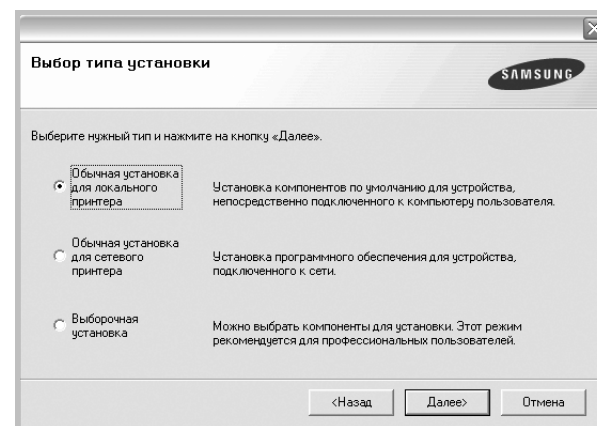 Выбор типа установки
SAMSUNG
Выберите нужный тип и нажмите на кнопку «Далее».
Обычная установка
для локального
принтера
Установка компонентов по умолчанию для устройства,
непосредственно подключенного к компьютеру пользователя.
Обычная установка
для сетевого
принтера
Установка программного обеспечения для устройства,
подключенного к сети.
Выборочная
установка
Можно выбрать компоненты для установки. Этот режим
рекомендуется для профессиональных пользователей.
<Назад
Далее>
Отмена